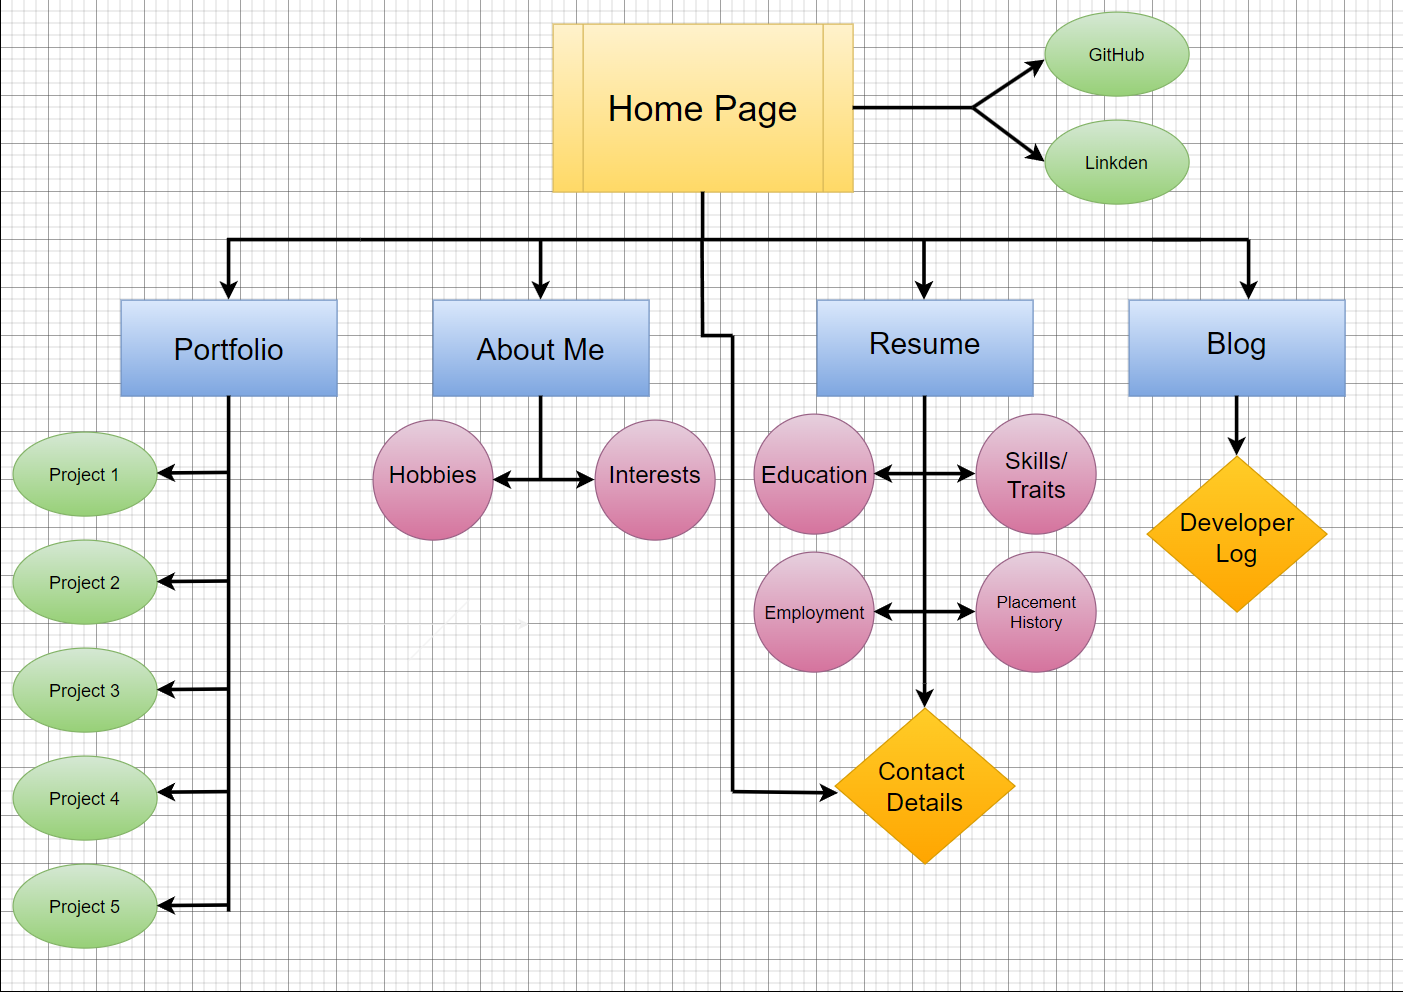 Home Page
GitHub
Linkden
Portfolio
About Me
Resume
Blog
Project 1
Project 2
Project 3
Project 4
Project 5
Hobbies
Interests
Education
Skills/
Traits
Employment
Placement
History
Contact
Details
Developer
Log